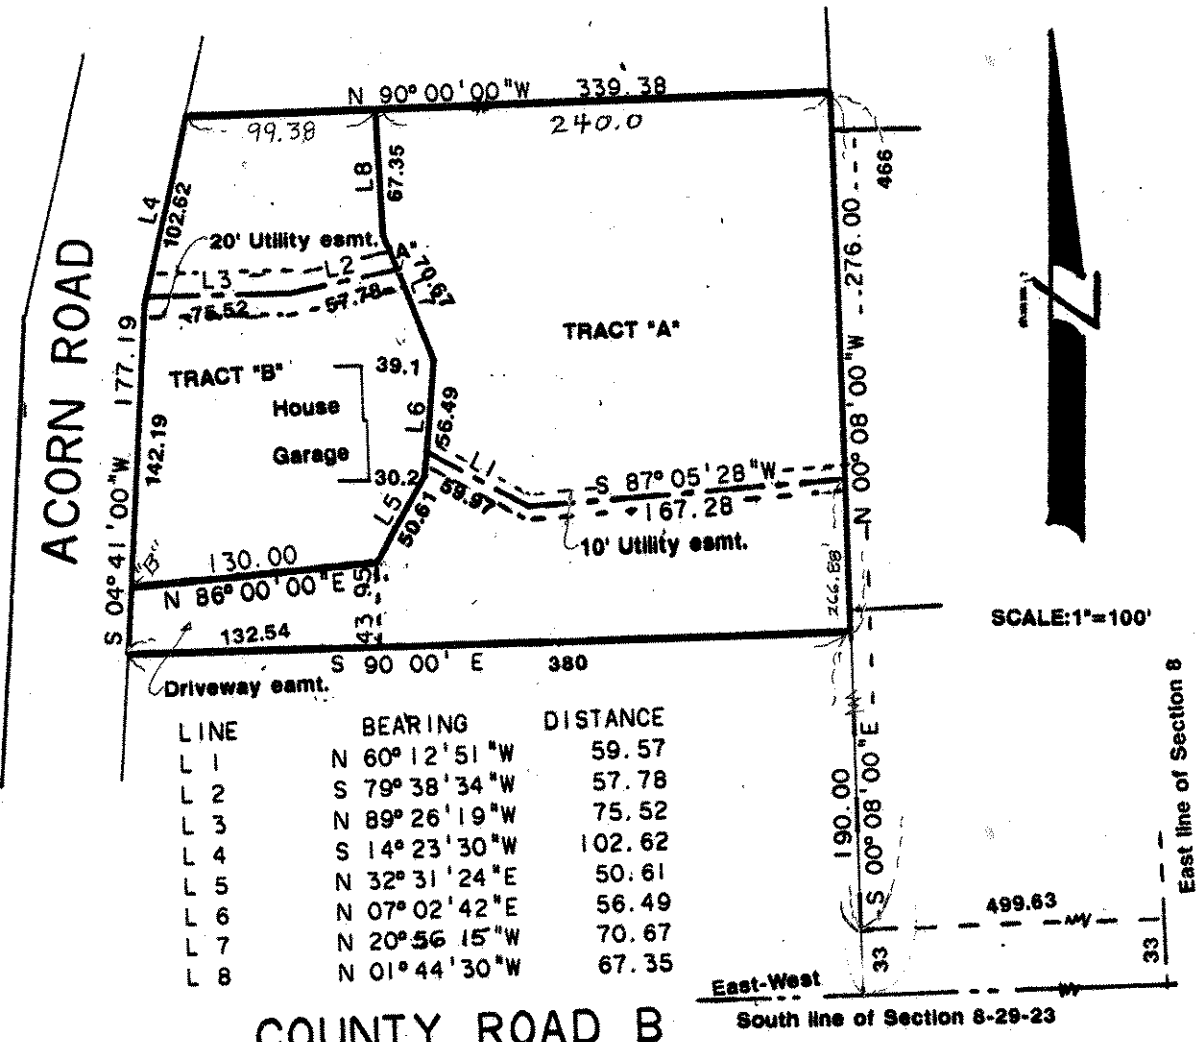 N 90° 00' 00"W 339.38
99.38
240.0
466
L8
67.35
L4
102.62
20' Utility esmt.
"A"
L2
L3
L7
70.67
75.52
57.78
276.00
ACORN ROAD
177.19
TRACT "A"
TRACT "B"
39.1
House
L6
56.49
Garage
142.19
30.2
L1
S 87° 05' 28"W
N 00° 08' 00"W
59.97
167.28
L5
50.61
10' Utility esmt.
S 04° 41' 00"W
130.00
"B"
N 86° 00' 00"E
43.95
266.88
132.54
S 90 00' E 380
SCALE:1"=100'
Driveway eamt.
LINE BEARING DISTANCE
L 1 N 60° 12' 51"W 59.57
L 2 S 79° 38' 34"W 57.78
L 3 N 89° 26' 19"W 75.52
L 4 S 14° 23' 30"W 102.62
L 5 N 32° 31' 24"E 50.61
L 6 N 07° 02' 42"E 56.49
L 7 N 20° 56 15"W 70.67
L 8 N 01° 44' 30"W 67.35
190.00
S 00° 08' 00"E
East line of Section 8
499.63
33
33
East-West
South line of Section 8-29-23
COUNTY ROAD B